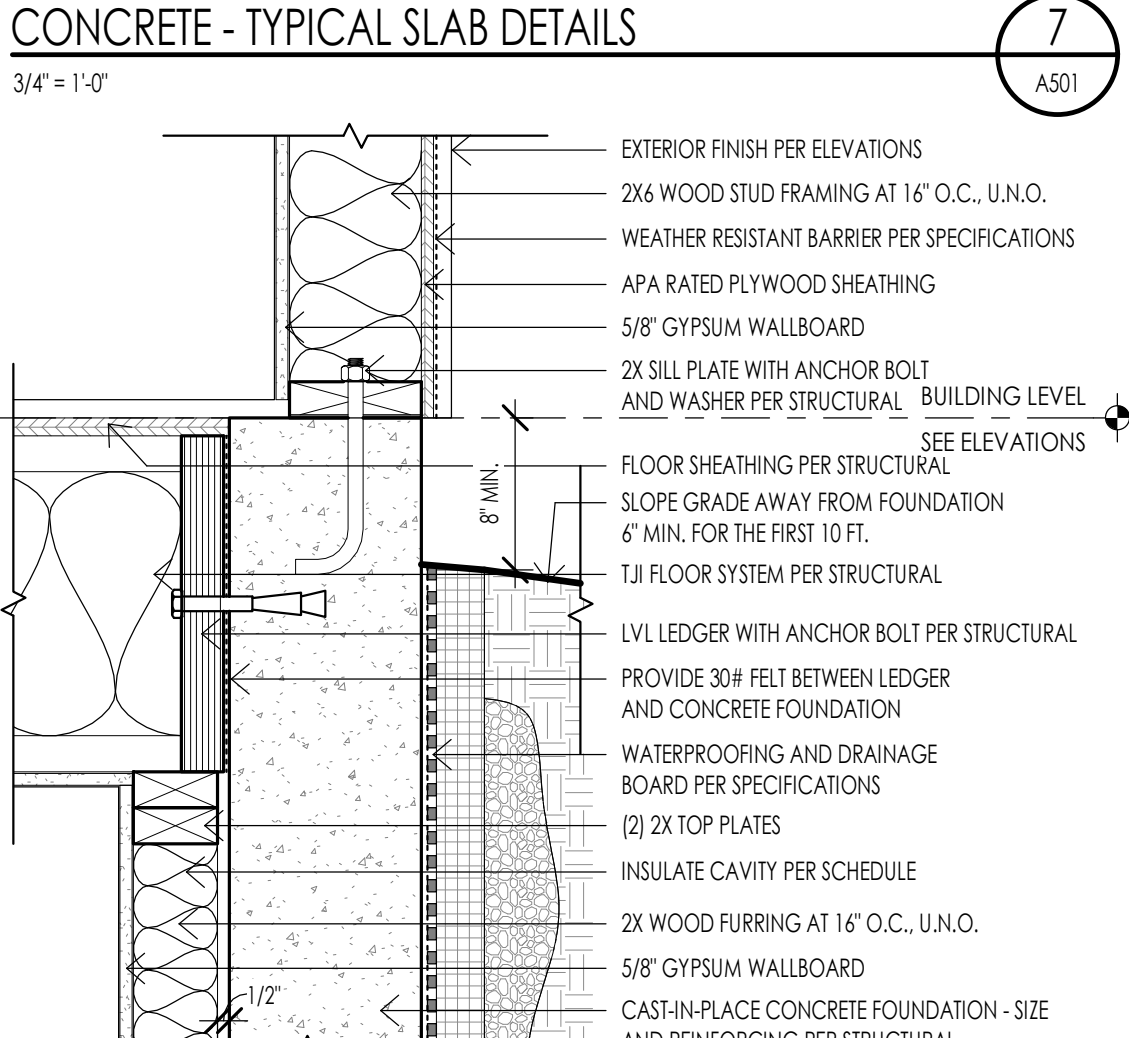 CONCRETE - TYPICAL SLAB DETAILS
7
3/4" = 1'-0"
A501
EXTERIOR FINISH PER ELEVATIONS
2X6 WOOD STUD FRAMING AT 16" O.C., U.N.O.
WEATHER RESISTANT BARRIER PER SPECIFICATIONS
APA RATED PLYWOOD SHEATHING
5/8" GYPSUM WALLBOARD
2X SILL PLATE WITH ANCHOR BOLT
AND WASHER PER STRUCTURAL
BUILDING LEVEL
SEE ELEVATIONS
FLOOR SHEATHING PER STRUCTURAL
8" MIN.
SLOPE GRADE AWAY FROM FOUNDATION
6" MIN. FOR THE FIRST 10 FT.
TJI FLOOR SYSTEM PER STRUCTURAL
LVL LEDGER WITH ANCHOR BOLT PER STRUCTURAL
PROVIDE 30# FELT BETWEEN LEDGER
AND CONCRETE FOUNDATION
WATERPROOFING AND DRAINAGE
BOARD PER SPECIFICATIONS
(2) 2X TOP PLATES
INSULATE CAVITY PER SCHEDULE
2X WOOD FURRING AT 16" O.C., U.N.O.
5/8" GYPSUM WALLBOARD
1/2"
CAST-IN-PLACE CONCRETE FOUNDATION - SIZE
AND REINFORCING PER STRUCTURAL